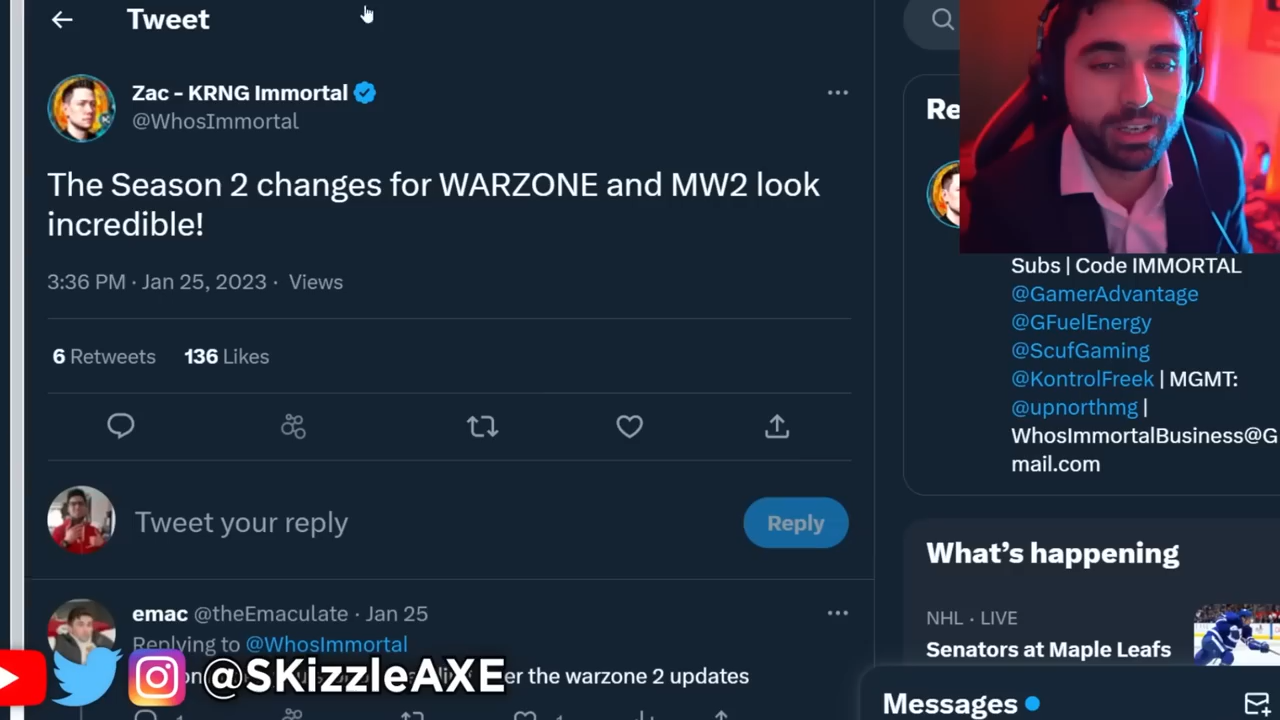 Tweet
Zac - KRNG Immortal
@WhosImmortal
The Season 2 changes for WARZONE and MW2 look
incredible!
3:36 PM · Jan 25, 2023 · Views
6 Retweets 136 Likes
Tweet your reply
Reply
emac @theEmaculate · Jan 25
Replying to @WhosImmortal
er the warzone 2 updates
@SKizzleAXE
Re
Subs | Code IMMORTAL
@GamerAdvantage
@GFuelEnergy
@ScufGaming
@KontrolFreek | MGMT:
@upnorthmg |
WhosImmortalBusiness@G
mail.com
What's happening
NHL · LIVE
Senators at Maple Leafs
Messages